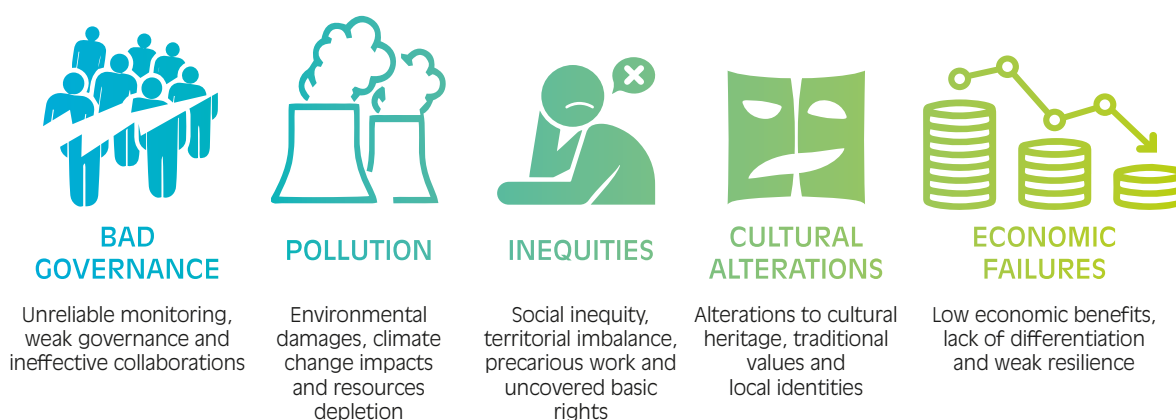 BAD
GOVERNANCE
Unreliable monitoring,
weak governance and
ineffective collaborations
POLLUTION
Environmental
damages, climate
change impacts
and resources
depletion
INEQUITIES
Social inequity,
territorial imbalance,
precarious work and
uncovered basic
rights
CULTURAL
ALTERATIONS
Alterations to cultural
heritage, traditional
values and
local identities
ECONOMIC
FAILURES
Low economic benefits,
lack of differentiation
and weak resilience